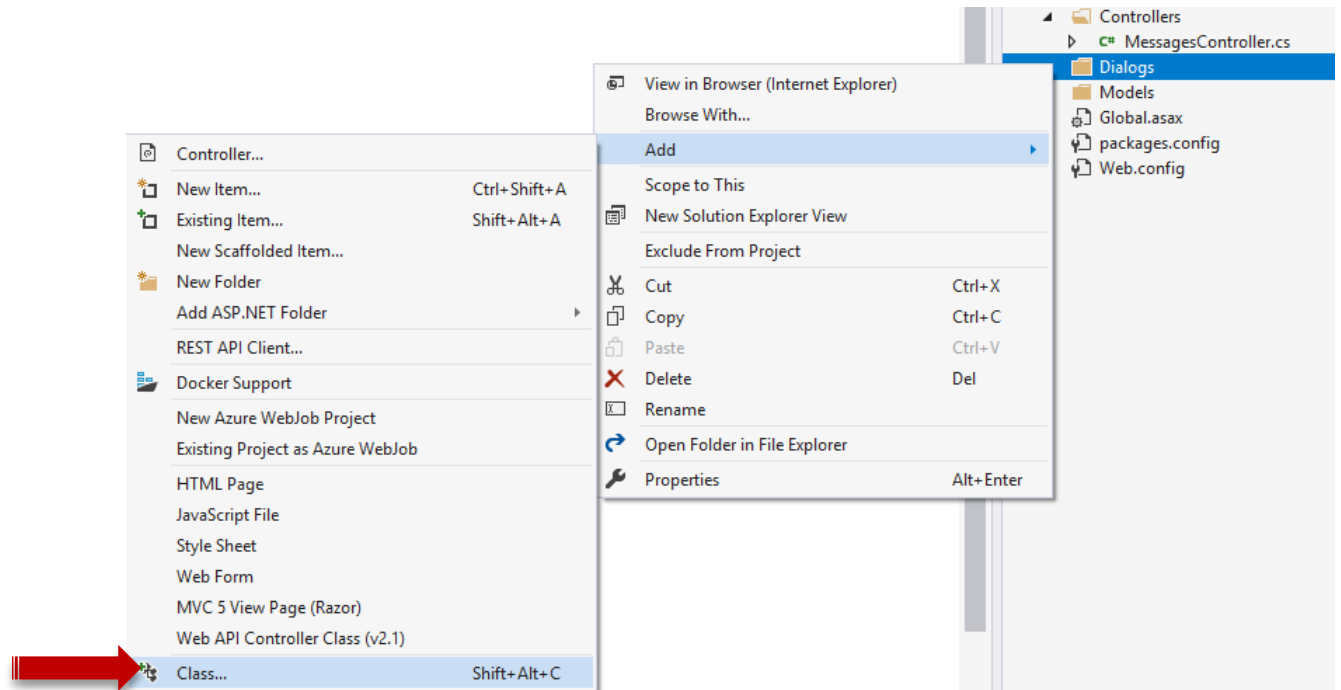 Controller...
New Item... Ctrl+Shift+A
Existing Item... Shift+Alt+A
New Scaffolded Item...
New Folder
Add ASP.NET Folder
REST API Client...
Docker Support
New Azure WebJob Project
Existing Project as Azure WebJob
HTML Page
JavaScript File
Style Sheet
Web Form
MVC 5 View Page (Razor)
Web API Controller Class (v2.1)
Class... Shift+Alt+C
View in Browser (Internet Explorer)
Browse With...
Add
Scope to This
New Solution Explorer View
Exclude From Project
Cut Ctrl+X
Copy Ctrl+C
Paste Ctrl+V
Delete Del
Rename
Open Folder in File Explorer
Properties Alt+Enter
Controllers
C# MessagesController.cs
Dialogs
Models
Global.asax
packages.config
Web.config